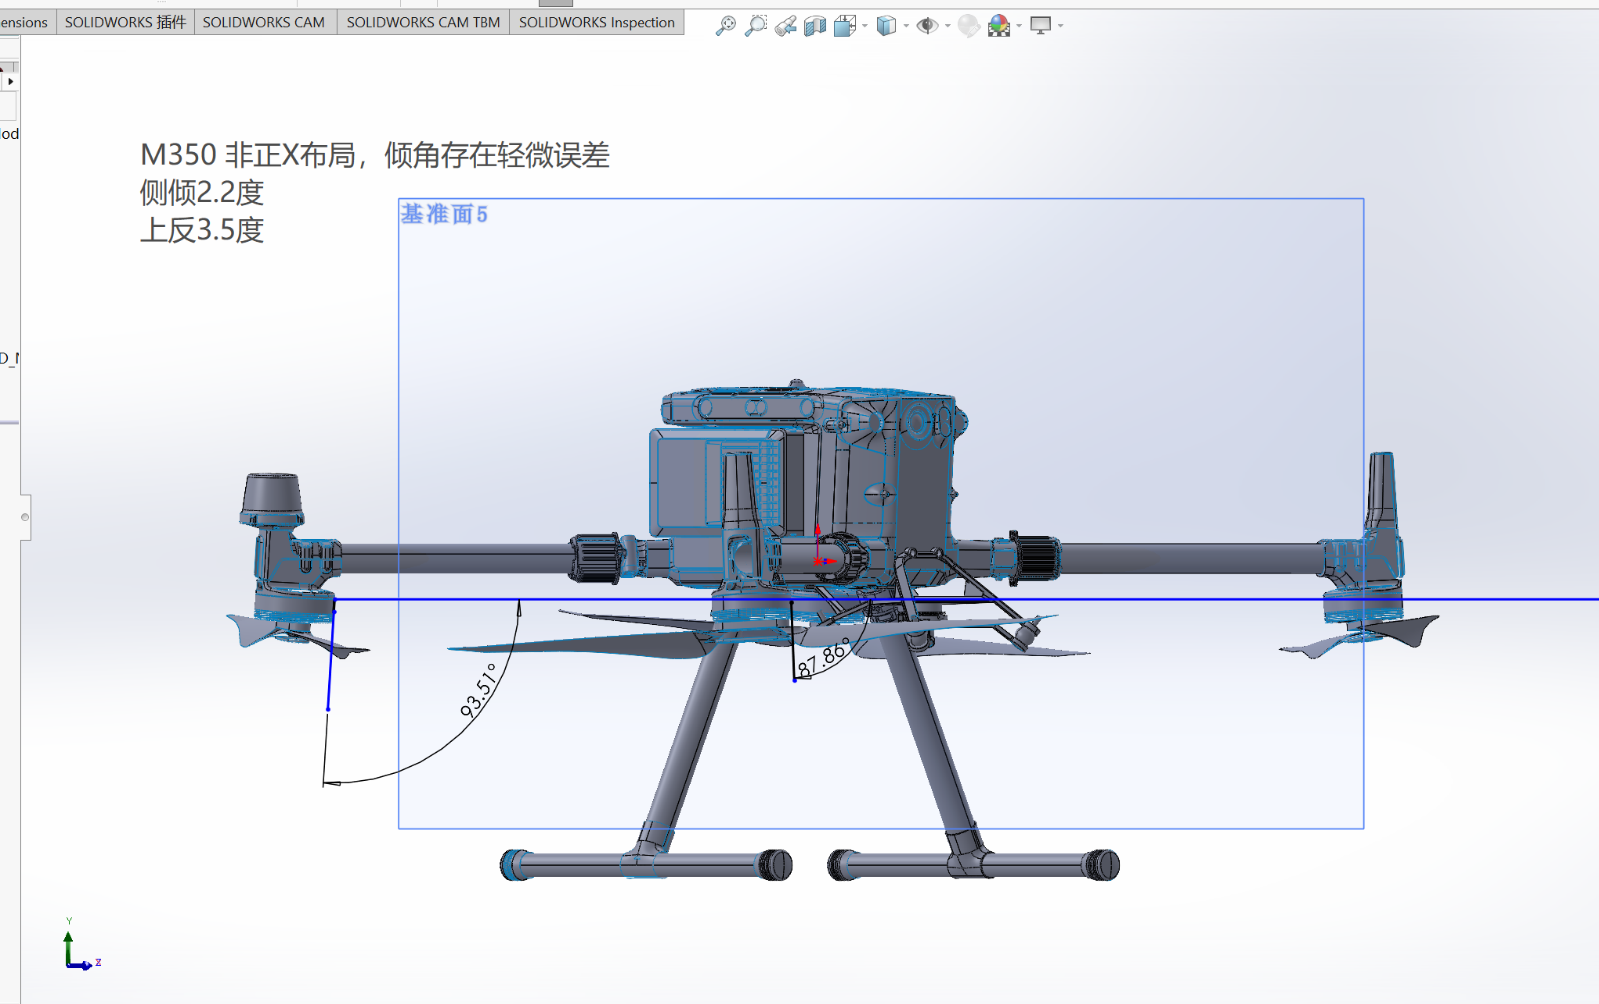 ensions SOLIDWORKS 插件 SOLIDWORKS CAM SOLIDWORKS CAM TBM SOLIDWORKS Inspection
lod
M350 非正X布局，倾角存在轻微误差
侧倾2.2度
上反3.5度
基准面5
93.51°
87.86°
Y
Z